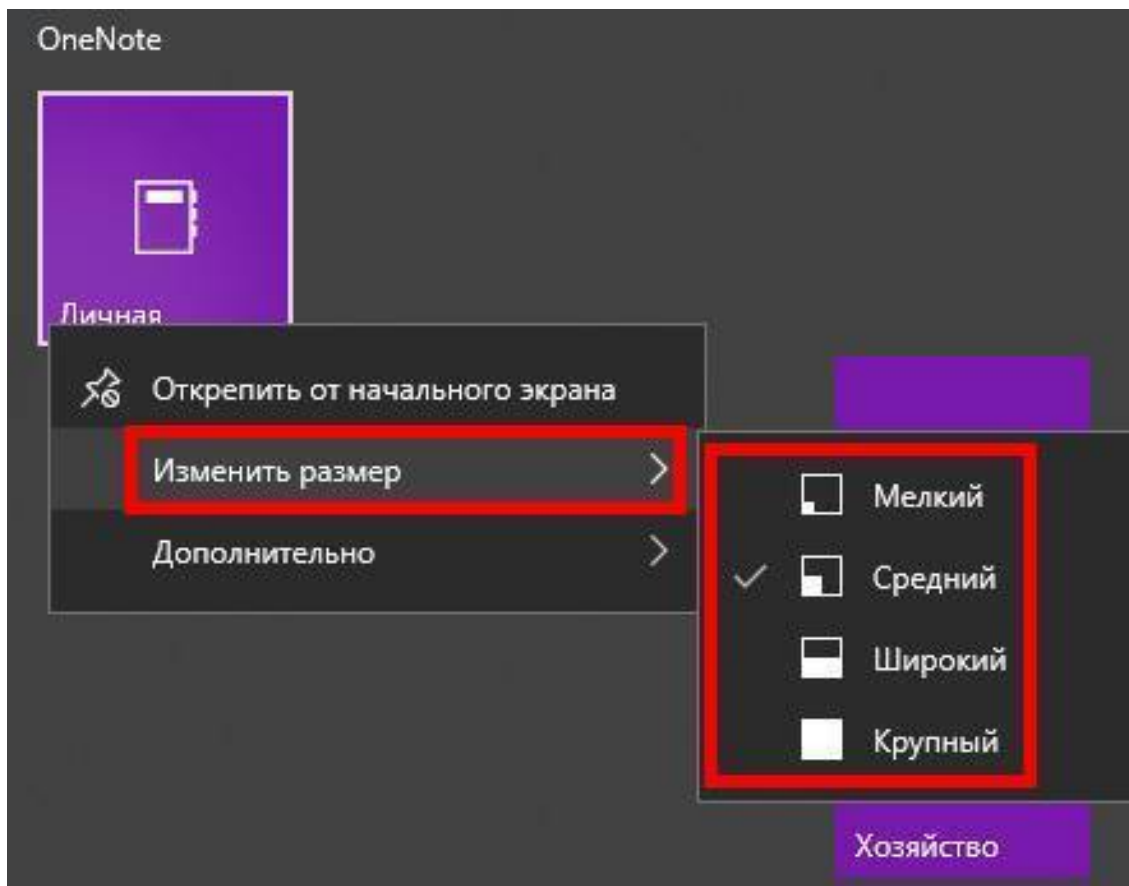 OneNote
Личная
Открепить от начального экрана
Изменить размер
Дополнительно
Мелкий
Средний
Широкий
Крупный
Хозяйство